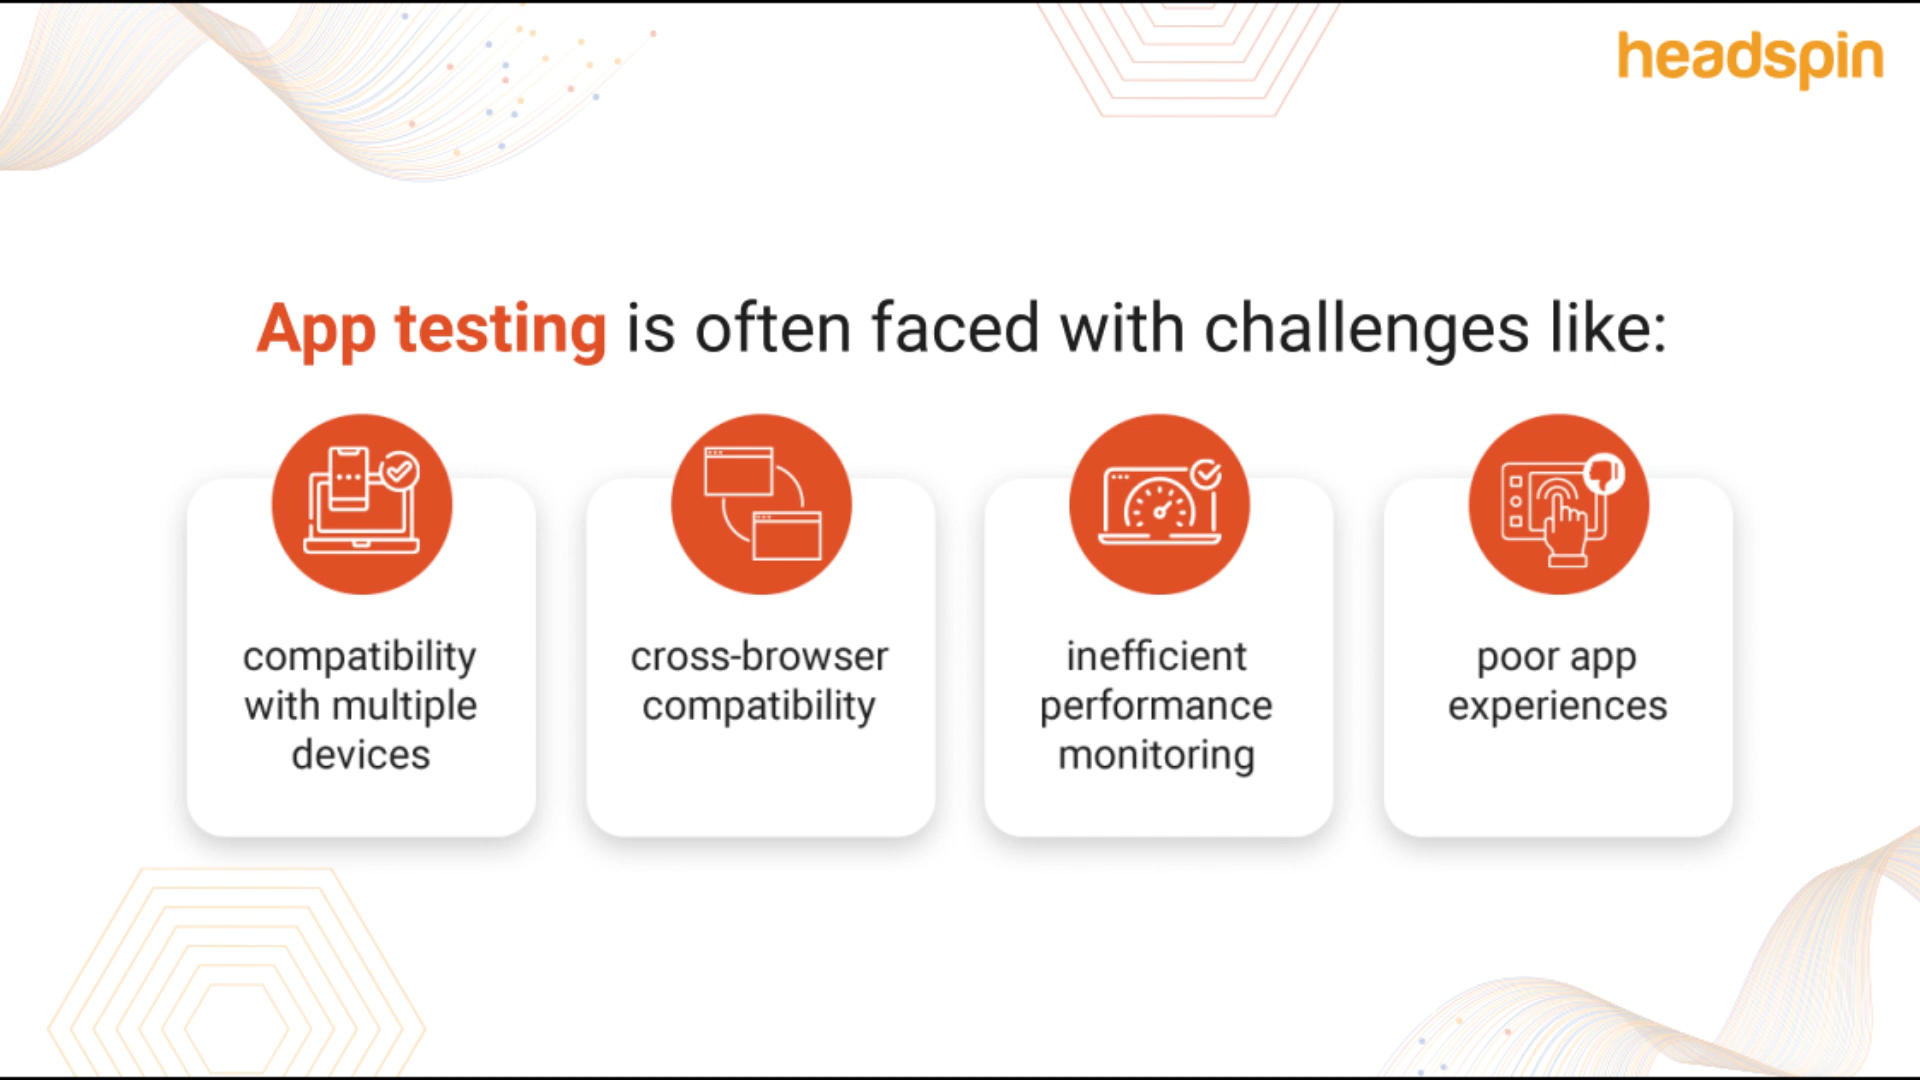 headspin
App testing is often faced with challenges like:
compatibility
with multiple
devices
cross-browser
compatibility
inefficient
performance
monitoring
poor app
experiences